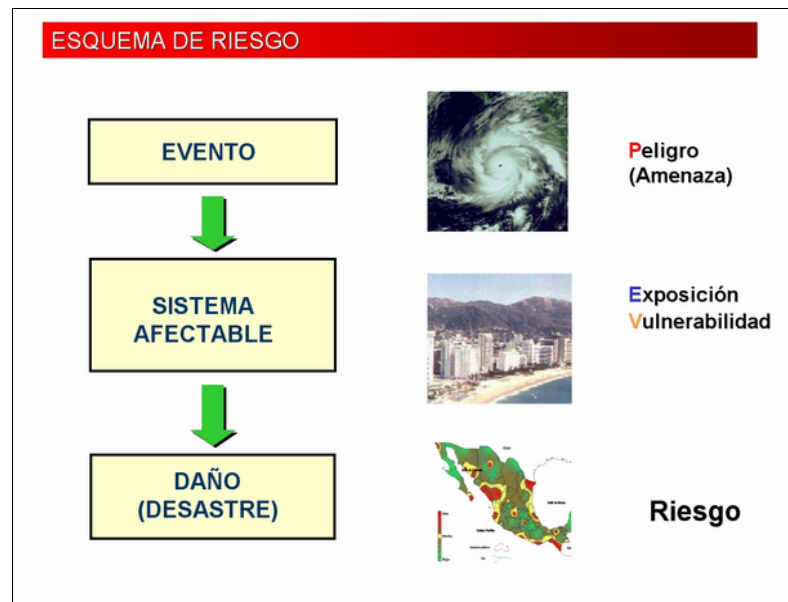 ESQUEMA DE RIESGO
EVENTO
Peligro
(Amenaza)
SISTEMA
AFECTABLE
Exposición
Vulnerabilidad
DAÑO
(DESASTRE)
Riesgo